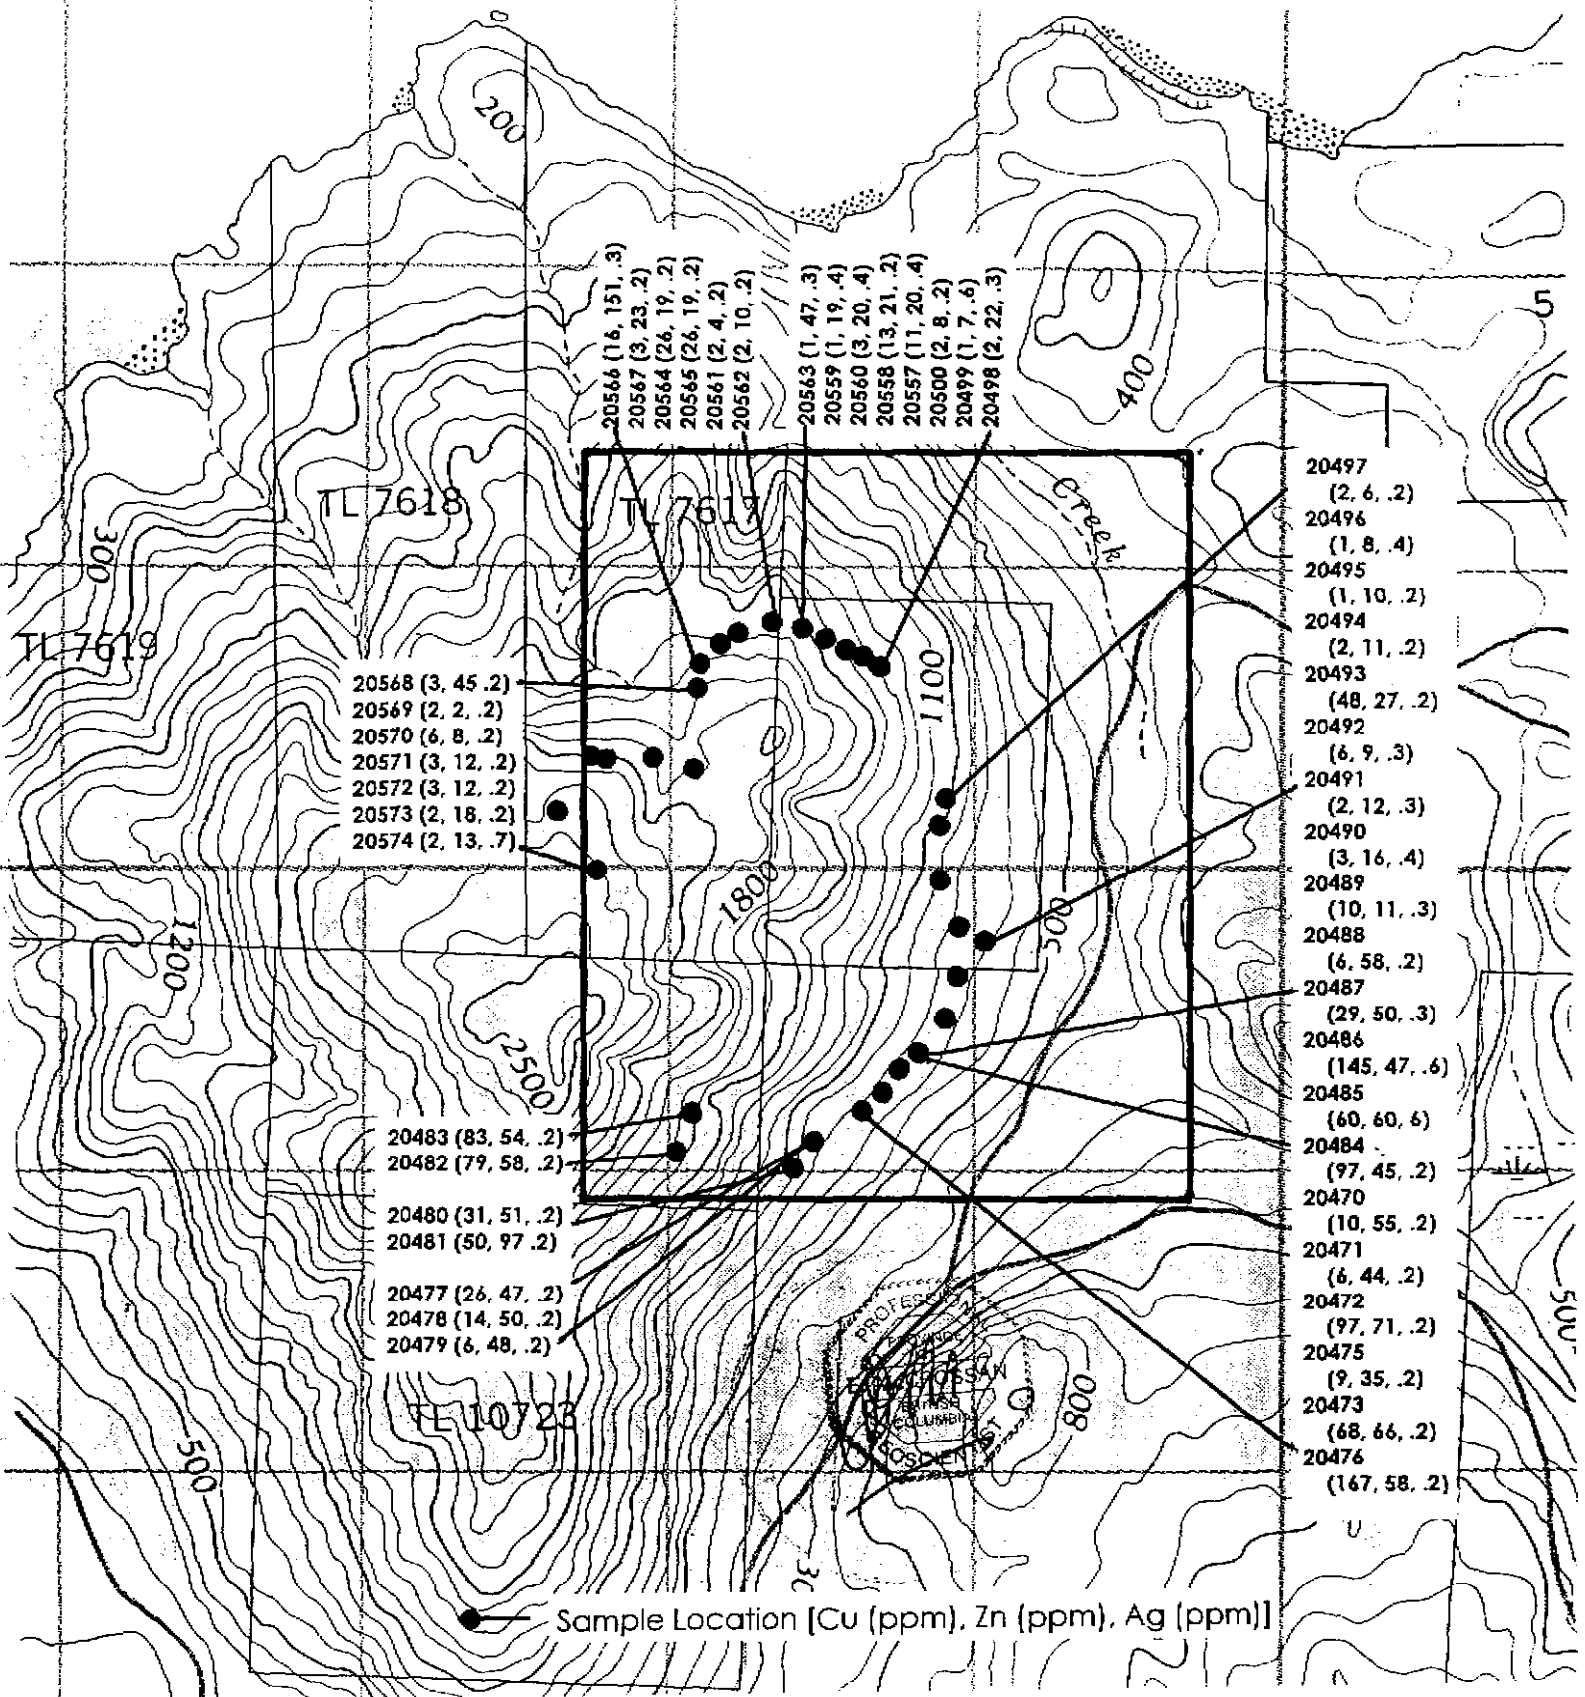 200
20566 (16, 151, .3)
20567 (3, 23, .2)
20564 (26, 19, .2)
20565 (26, 19, .2)
20561 (2, 4, .2)
20562 (2, 10, .2)
20563 (1, 47, .3)
20559 (1, 19, .4)
20560 (3, 20, .4)
20558 (13, 21, .2)
20557 (11, 20, .4)
20500 (2, 8, .2)
20499 (1, 7, .6)
20498 (2, 22, .3)
5
400
TL 7618
TL 7617
Creek
300
TL 7619
1100
20568 (3, 45 .2)
20569 (2, 2, .2)
20570 (6, 8, .2)
20571 (3, 12, .2)
20572 (3, 12, .2)
20573 (2, 18, .2)
20574 (2, 13, .7)
1800
500
1200
2500
20497
(2, 6, .2)
20496
(1, 8, .4)
20495
(1, 10, .2)
20494
(2, 11, .2)
20493
(48, 27, .2)
20492
(6, 9, .3)
20491
(2, 12, .3)
20490
(3, 16, .4)
20489
(10, 11, .3)
20488
(6, 58, .2)
20487
(29, 50, .3)
20486
(145, 47, .6)
20485
(60, 60, 6)
20484
(97, 45, .2)
20470
(10, 55, .2)
20471
(6, 44, .2)
20472
(97, 71, .2)
20475
(9, 35, .2)
20473
(68, 66, .2)
20476
(167, 58, .2)
20483 (83, 54, .2)
20482 (79, 58, .2)
20480 (31, 51, .2)
20481 (50, 97 .2)
20477 (26, 47, .2)
20478 (14, 50, .2)
20479 (6, 48, .2)
500
TL 10723
500
800
COLUMBIA
Sample Location [Cu (ppm), Zn (ppm), Ag (ppm)]